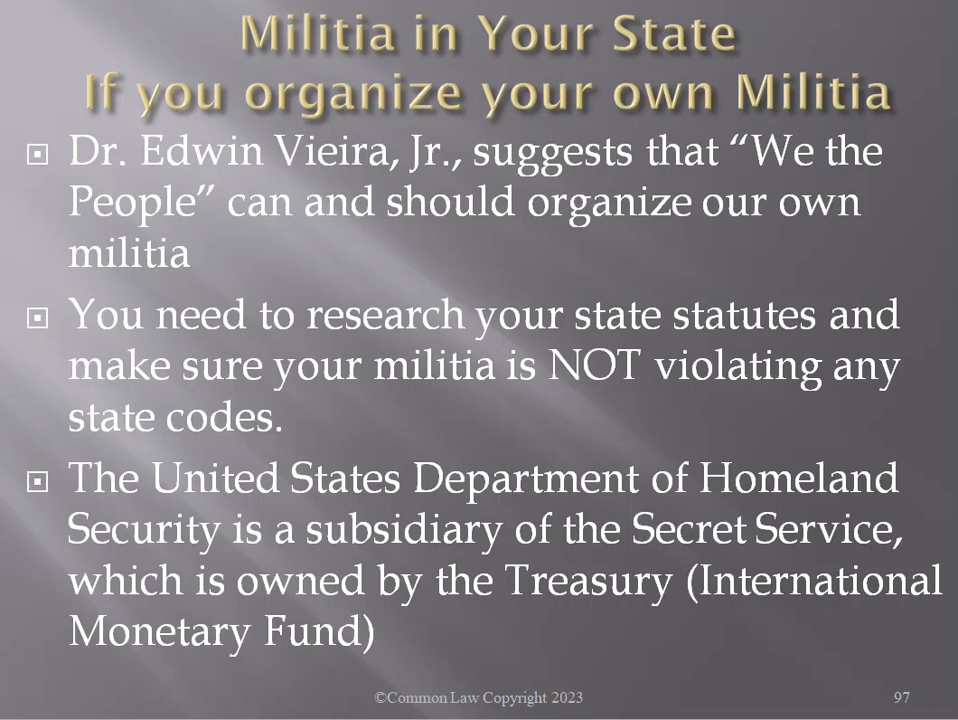 Militia in Your State
If you organize your own Militia
Dr. Edwin Vieira, Jr., suggests that “We the
People” can and should organize our own
militia
You need to research your state statutes and
make sure your militia is NOT violating any
state codes.
The United States Department of Homeland
Security is a subsidiary of the Secret Service,
which is owned by the Treasury (International
Monetary Fund)
©Common Law Copyright 2023
97